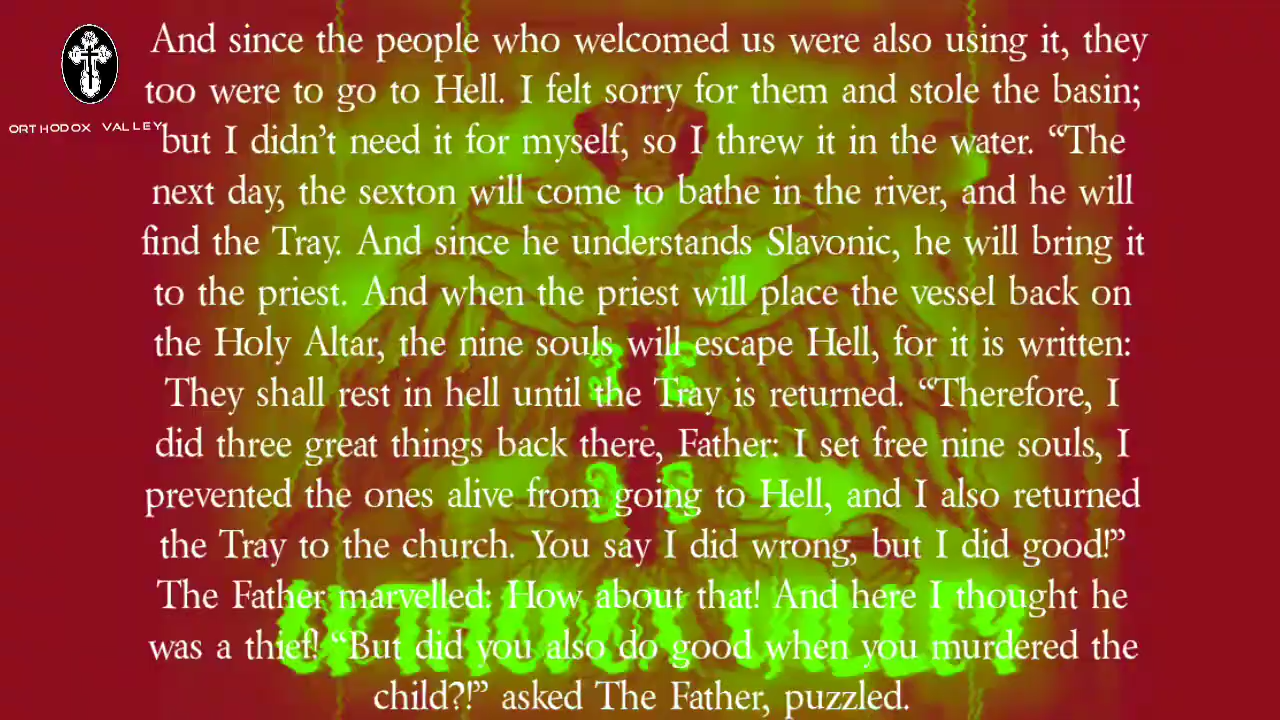 And since the people who welcomed us were also using it, they
too were to go to Hell. I felt sorry for them and stole the basin;
but I didn’t need it for myself, so I threw it in the water. “The
next day, the sexton will come to bathe in the river, and he will
find the Tray. And since he understands Slavonic, he will bring it
to the priest. And when the priest will place the vessel back on
the Holy Altar, the nine souls will escape Hell, for it is written:
They shall rest in hell until the Tray is returned. “Therefore, I
did three great things back there, Father: I set free nine souls, I
prevented the ones alive from going to Hell, and I also returned
the Tray to the church. You say I did wrong, but I did good!”
The Father marvelled: How about that! And here I thought he
was a thief! “But did you also do good when you murdered the
child?!” asked The Father, puzzled.
ORTHODOX VALLEY
ORTHODOX VALLEY